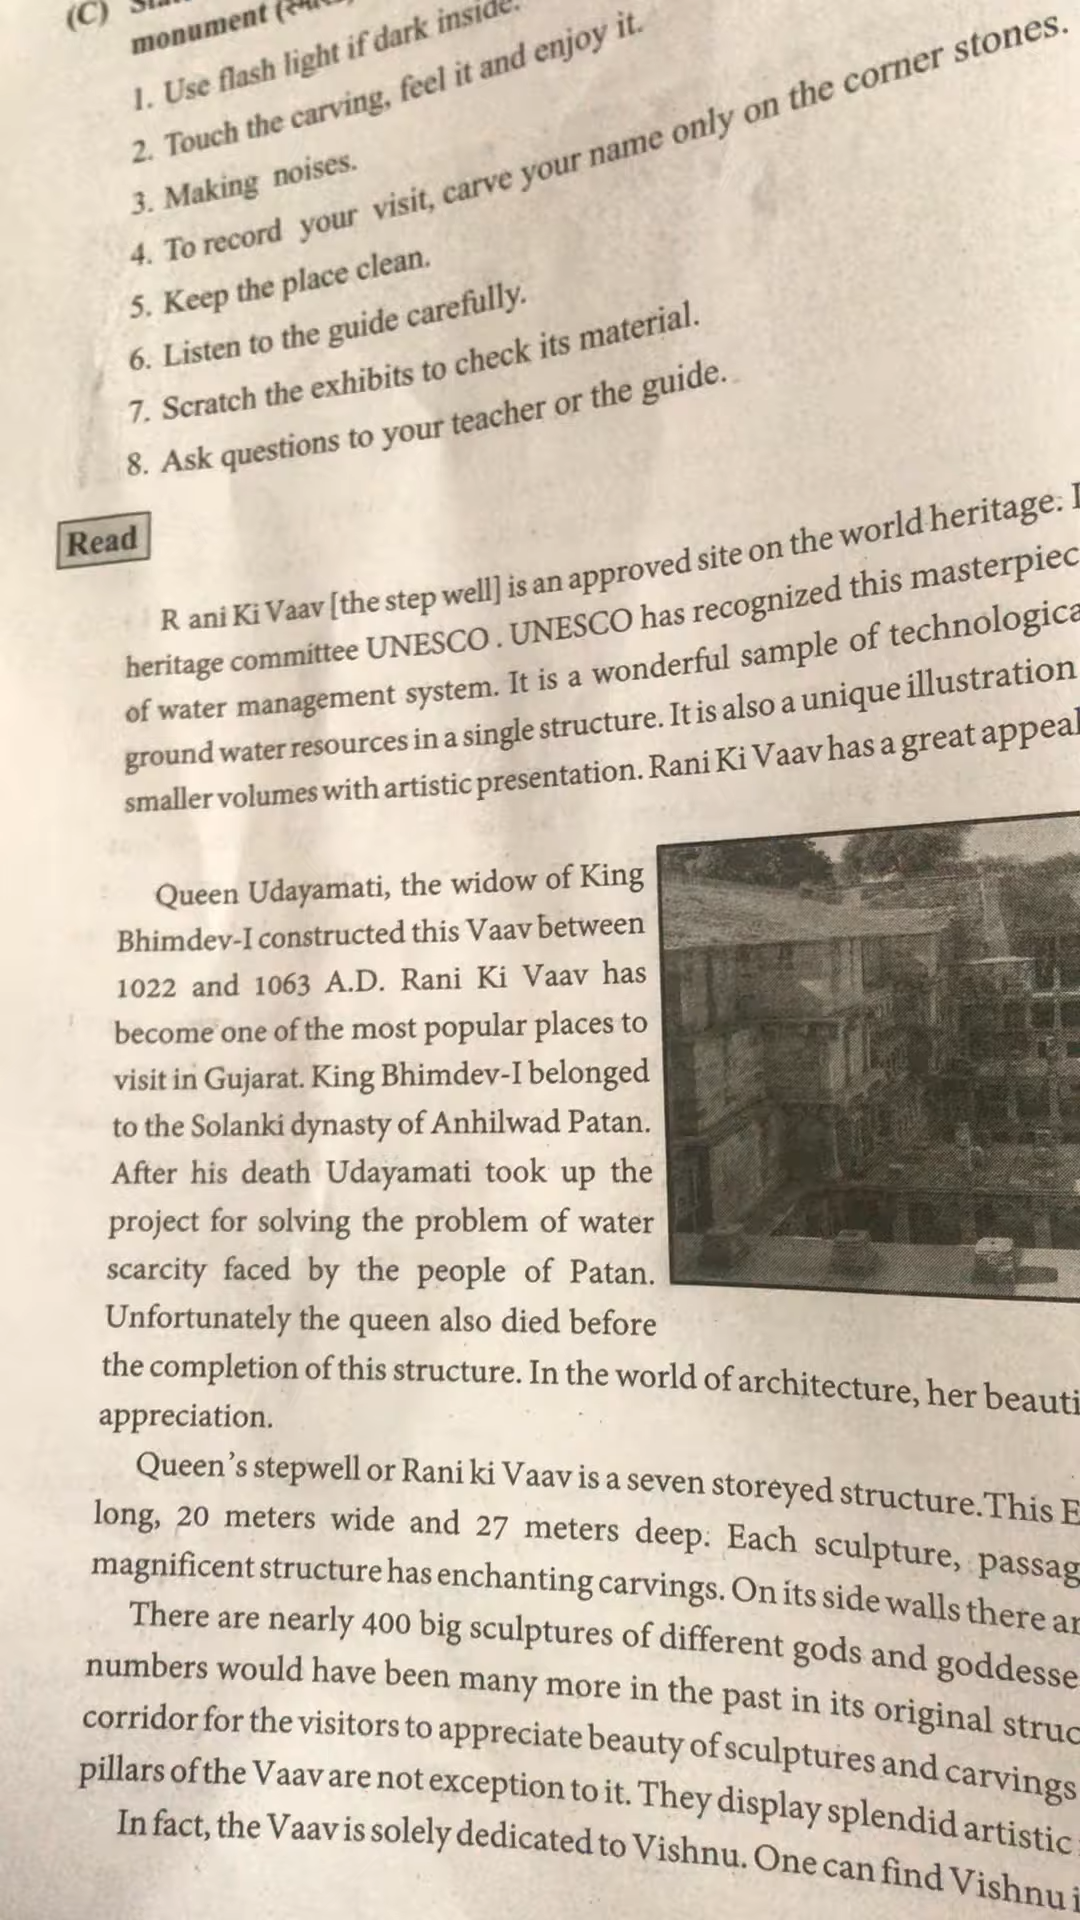 (C)
monument
1. Use flash light if dark inside.
2. Touch the carving, feel it and enjoy it.
3. Making noises.
4. To record your visit, carve your name only on the corner stones.
5. Keep the place clean.
6. Listen to the guide carefully.
7. Scratch the exhibits to check its material.
8. Ask questions to your teacher or the guide.
Read
R ani Ki Vaav [the step well] is an approved site on the world heritage.
heritage committee UNESCO . UNESCO has recognized this masterpiec
of water management system. It is a wonderful sample of technologica
ground water resources in a single structure. It is also a unique illustration
smaller volumes with artistic presentation. Rani Ki Vaav has a great appeal
Queen Udayamati, the widow of King
Bhimdev-I constructed this Vaav between
1022 and 1063 A.D. Rani Ki Vaav has
become one of the most popular places to
visit in Gujarat. King Bhimdev-I belonged
to the Solanki dynasty of Anhilwad Patan.
After his death Udayamati took up the
project for solving the problem of water
scarcity faced by the people of Patan.
Unfortunately the queen also died before
the completion of this structure. In the world of architecture, her beauti
appreciation.
Queen's stepwell or Rani ki Vaav is a seven storeyed structure.This E
long, 20 meters wide and 27 meters deep. Each sculpture, passag
magnificent structure has enchanting carvings. On its side walls there ar
There are nearly 400 big sculptures of different gods and goddesse
numbers would have been many more in the past in its original struc
corridor for the visitors to appreciate beauty of sculptures and carvings
pillars of the Vaav are not exception to it. They display splendid artistic
In fact, the Vaav is solely dedicated to Vishnu. One can find Vishnu i